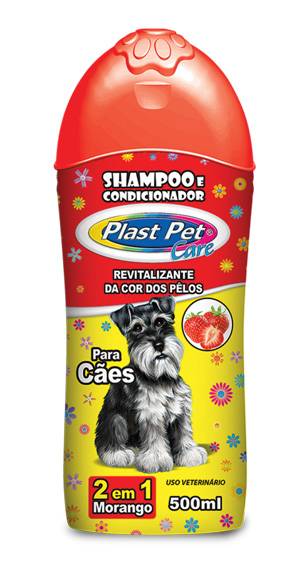 SHAMPOO E
CONDICIONADOR
Plast Pet®
Care
REVITALIZANTE
DA COR DOS PÊLOS
Para
Cães
2 em 1
Morango
USO VETERINÁRIO
500ml